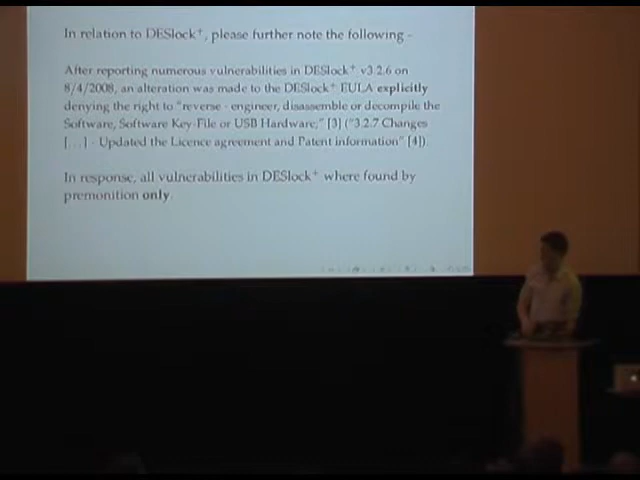 In relation to DESlock⁺, please further note the following -
After reporting numerous vulnerabilities in DESlock⁺ v3.2.6 on
8/4/2008, an alteration was made to the DESlock⁺ EULA explicitly
denying the right to "reverse - engineer, disassemble or decompile the
Software, Software Key-File or USB Hardware;" [3] ("3.2.7 Changes
[...] - Updated the Licence agreement and Patent information" [4]).
In response, all vulnerabilities in DESlock⁺ where found by
premonition only.